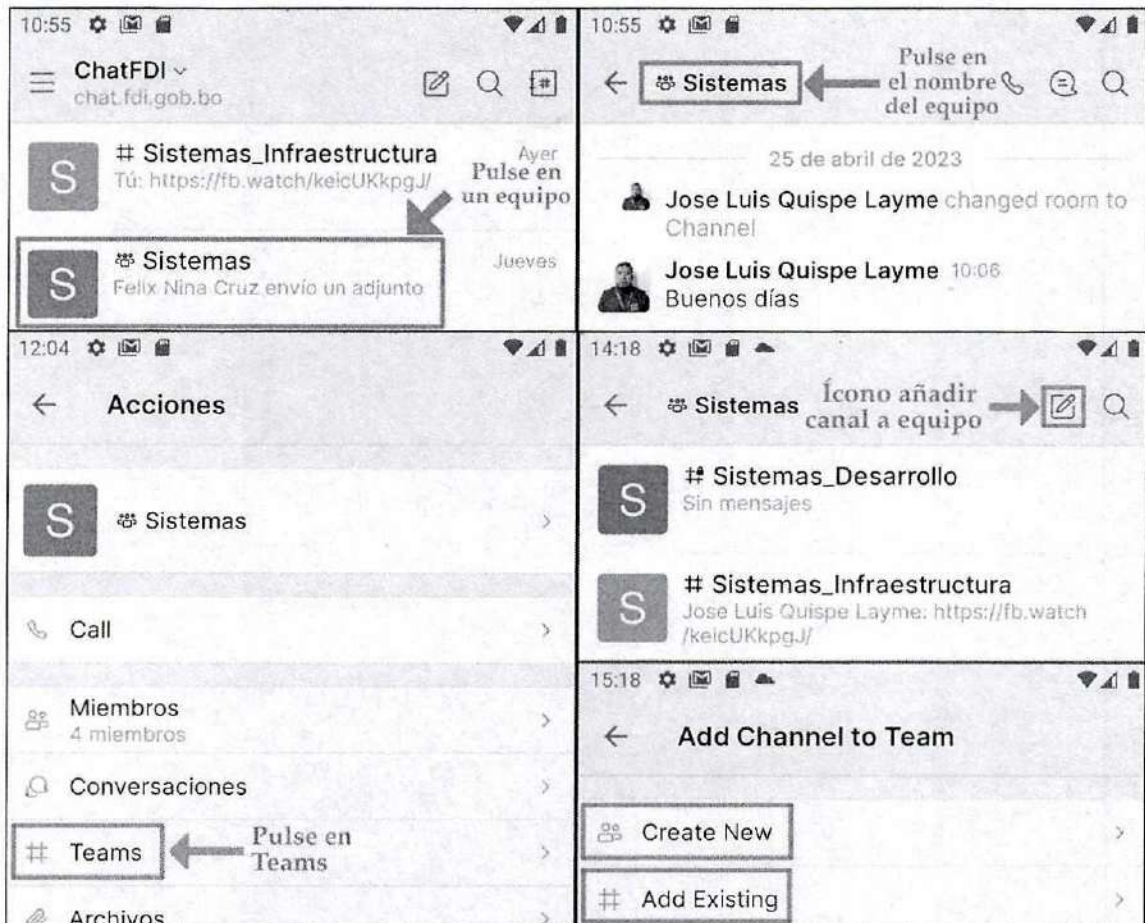 10:55
ChatFDI
chat.fdi.gob.bo
S
# Sistemas_Infraestructura
Ayer
Tú: https://fb.watch/keicUKkpgJ/
Pulse en
un equipo
S
Sistemas
Jueves
Felix Nina Cruz envío un adjunto
10:55
Sistemas
Pulse en
el nombre
del equipo
25 de abril de 2023
Jose Luis Quispe Layme changed room to
Channel
Jose Luis Quispe Layme 10:06
Buenos días
12:04
Acciones
S
Sistemas
Call
Miembros
4 miembros
Conversaciones
Teams
Pulse en
Teams
Archivos
14:18
Sistemas
Ícono añadir
canal a equipo
S
Sistemas_Desarrollo
Sin mensajes
S
# Sistemas_Infraestructura
Jose Luis Quispe Layme: https://fb.watch
/keicUKkpgJ/
15:18
Add Channel to Team
Create New
Add Existing